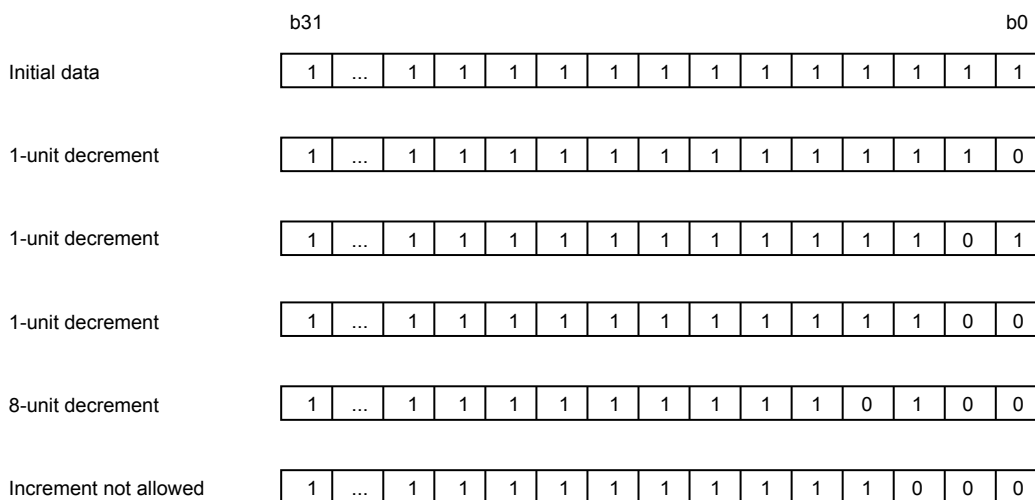 b31 b0
Initial data 1 ... 1 1 1 1 1 1 1 1 1 1 1 1 1
1-unit decrement 1 ... 1 1 1 1 1 1 1 1 1 1 1 1 0
1-unit decrement 1 ... 1 1 1 1 1 1 1 1 1 1 1 0 1
1-unit decrement 1 ... 1 1 1 1 1 1 1 1 1 1 1 0 0
8-unit decrement 1 ... 1 1 1 1 1 1 1 1 1 0 1 0 0
Increment not allowed 1 ... 1 1 1 1 1 1 1 1 1 1 0 0 0